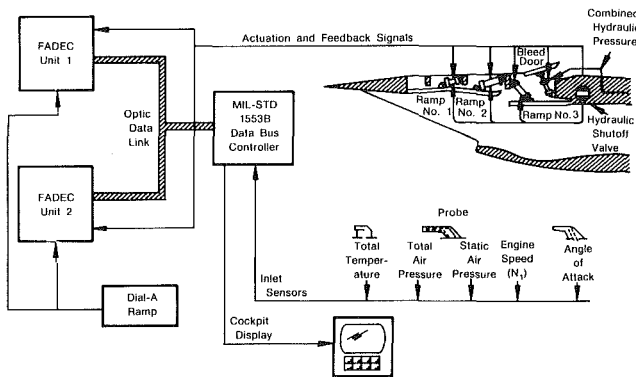 Actuation and Feedback Signals
Combined
Hydraulic
Pressure
Bleed
Door
FADEC
Unit 1
Optic
Data
Link
MIL-STD
1553B
Data Bus
Controller
Ramp
No. 1
Ramp
No. 2
Ramp No.3
Hydraulic
Shutoff
Valve
FADEC
Unit 2
Probe
Total
Temper-
ature
Total
Air
Pressure
Static
Air
Pressure
Engine
Speed
(N1)
Angle
of
Attack
Inlet
Sensors
Dial-A
Ramp
Cockpit
Display